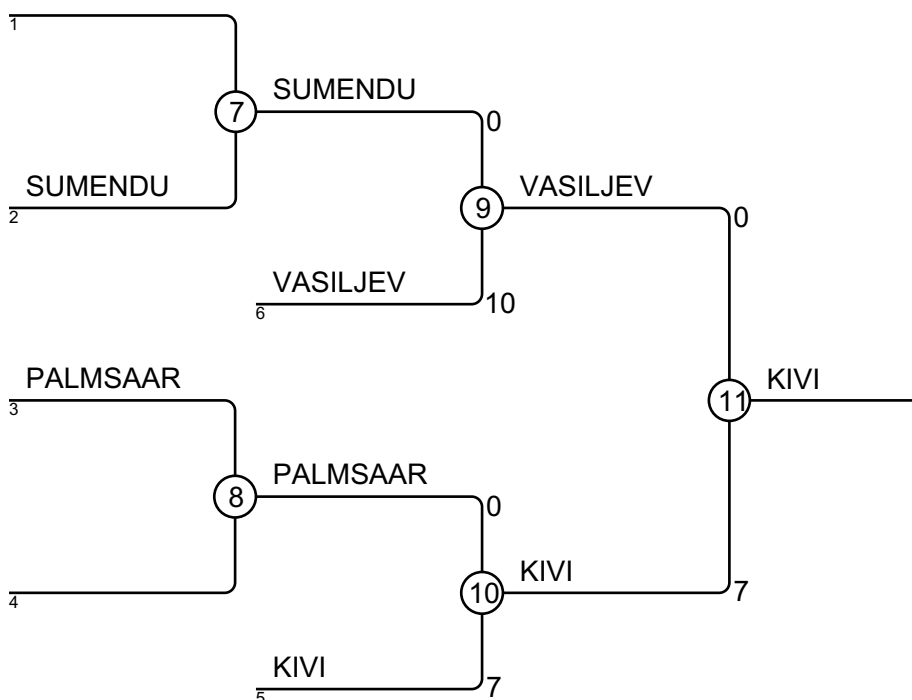 1
SUMENDU
7
0
SUMENDU
2
VASILJEV
9
0
VASILJEV
6
10
PALMSAAR
3
KIVI
11
PALMSAAR
8
0
KIVI
10
7
4
KIVI
5
7